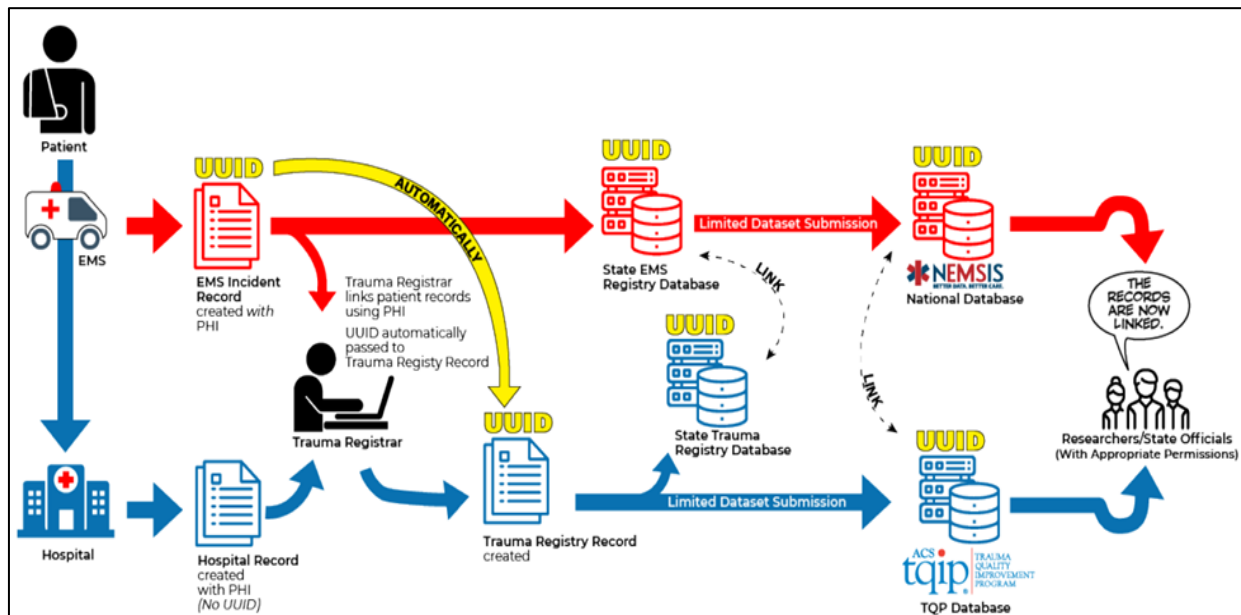 Patient
EMS
UUID
EMS Incident
Record
created with
PHI
AUTOMATICALLY
Trauma Registrar
links patient records
using PHI
UUID automatically
passed to
Trauma Registy Record
Trauma Registrar
Hospital
Hospital Record
created
with PHI
(No UUID)
UUID
Trauma Registry Record
created
UUID
State EMS
Registry Database
LINK
UUID
State Trauma
Registry Database
Limited Dataset Submission
Limited Dataset Submission
UUID
NEMSIS
BETTER DATA. BETTER CARE.
National Database
LINK
UUID
ACS
tqip
TRAUMA
QUALITY
IMPROVEMENT
PROGRAM
TQP Database
THE
RECORDS
ARE NOW
LINKED.
Researchers/State Officials
(With Appropriate Permissions)